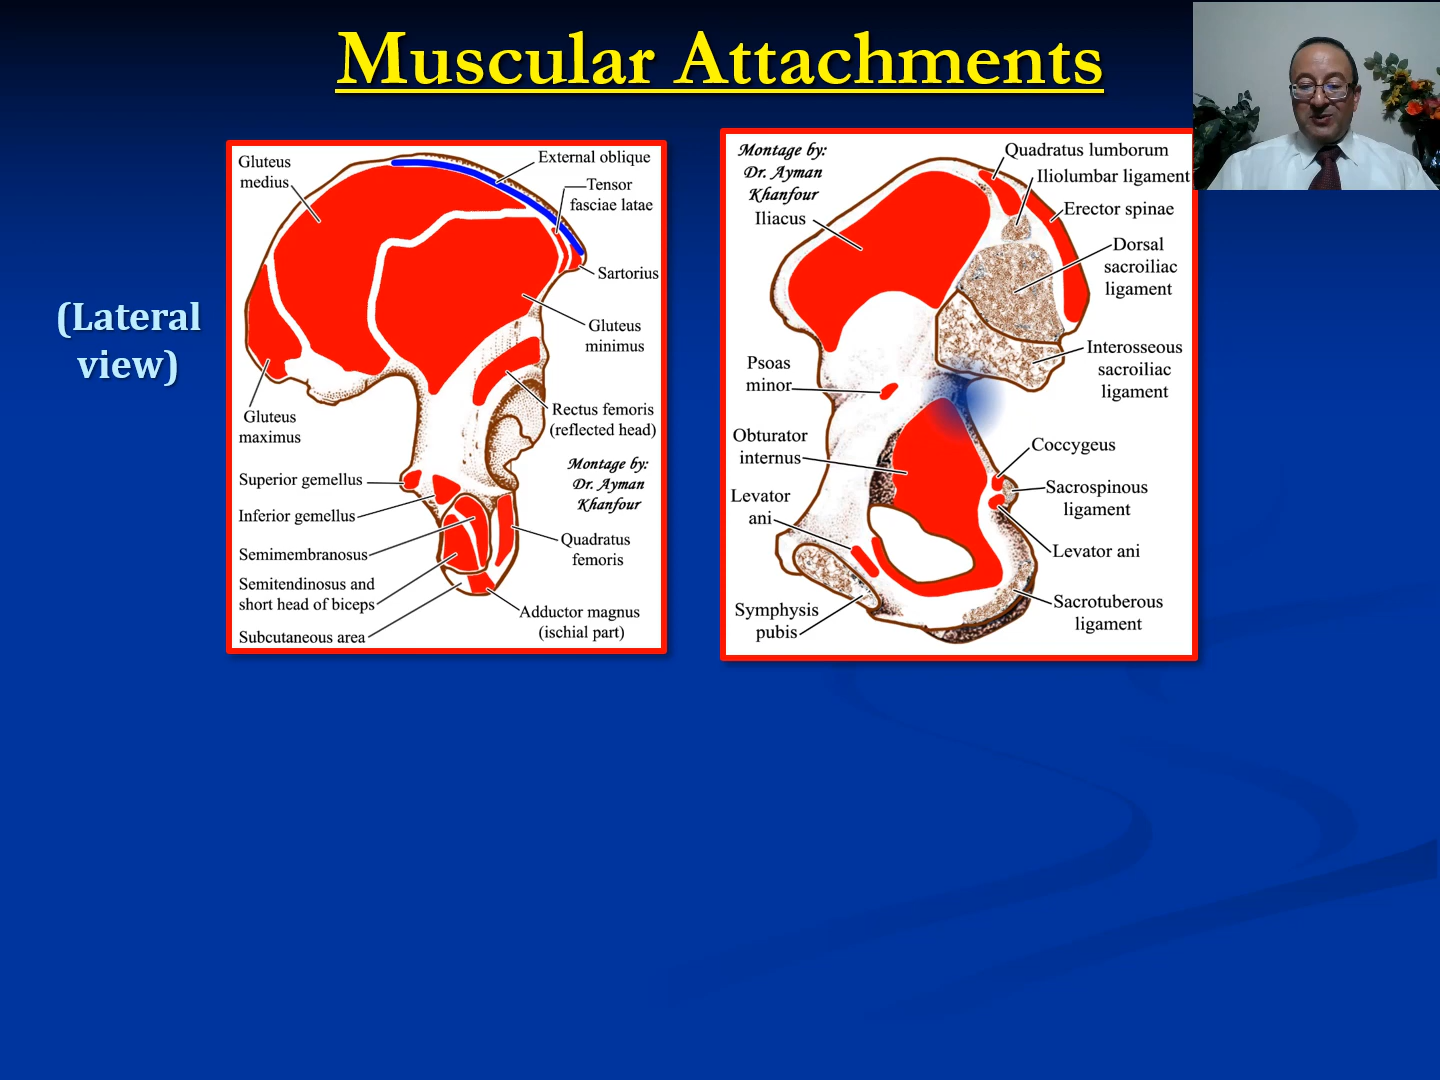 Muscular Attachments
(Lateral
view)
Gluteus
medius
External oblique
Tensor
fasciae latae
Sartorius
Gluteus
minimus
Gluteus
maximus
Rectus femoris
(reflected head)
Montage by:
Dr. Ayman
Khanfour
Superior gemellus
Inferior gemellus
Semimembranosus
Semitendinosus and
short head of biceps
Subcutaneous area
Quadratus
femoris
Adductor magnus
(ischial part)
Montage by:
Dr. Ayman
Khanfour
Iliacus
Quadratus lumborum
Iliolumbar ligament
Erector spinae
Dorsal
sacroiliac
ligament
Interosseous
sacroiliac
ligament
Psoas
minor
Obturator
internus
Levator
ani
Coccygeus
Sacrospinous
ligament
Levator ani
Sacrotuberous
ligament
Symphysis
pubis